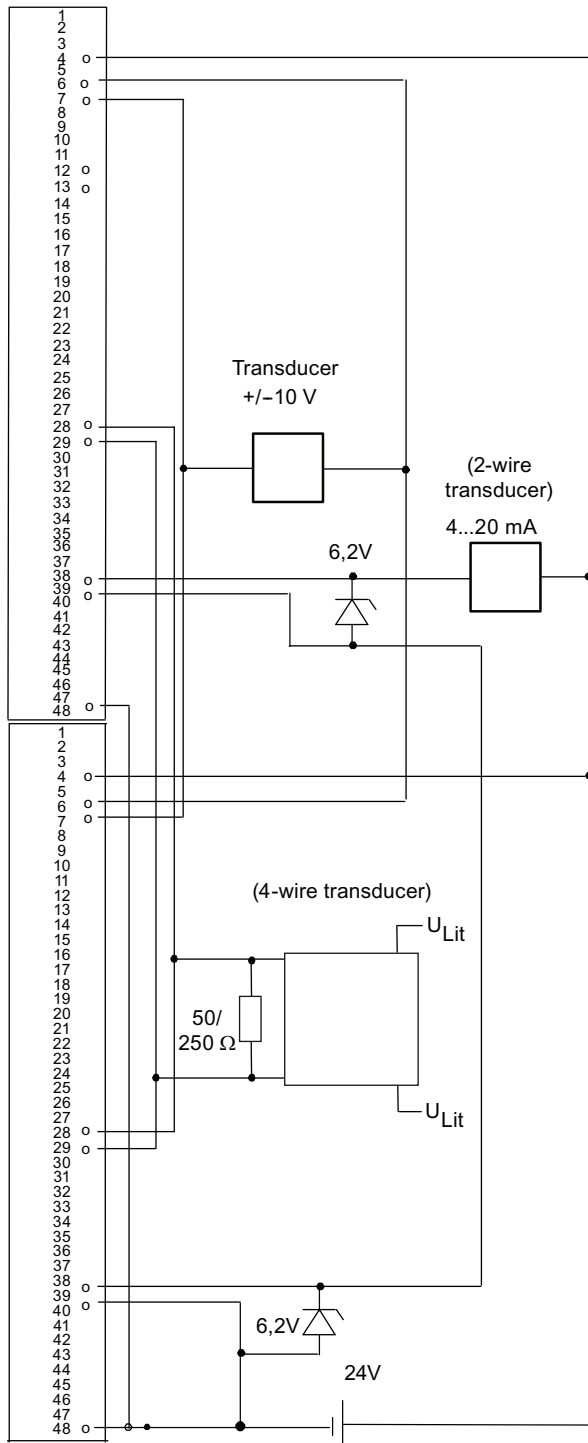 1
2
3
4 o
5
6 o
7 o
8
9
10
11
12 o
13 o
14
15
16
17
18
19
20
21
22
23
24
25
26
27
28 o
29 o
30
31
32
33
34
35
36
37
38 o
39
40 o
41
42
43
44
45
46
47
48 o
Transducer
+/-10 V
(2-wire
transducer)
4...20 mA
6,2V
1
2
3
4 o
5
6 o
7 o
8
9
10
11
12
13
14
15
16
17
18
19
20
21
22
23
24
25
26
27
28 o
29 o
30
31
32
33
34
35
36
37
38 o
39
40 o
41
42
43
44
45
46
47
48 o
(4-wire transducer)
ULit
50/
250 Ω
ULit
6,2V
24V